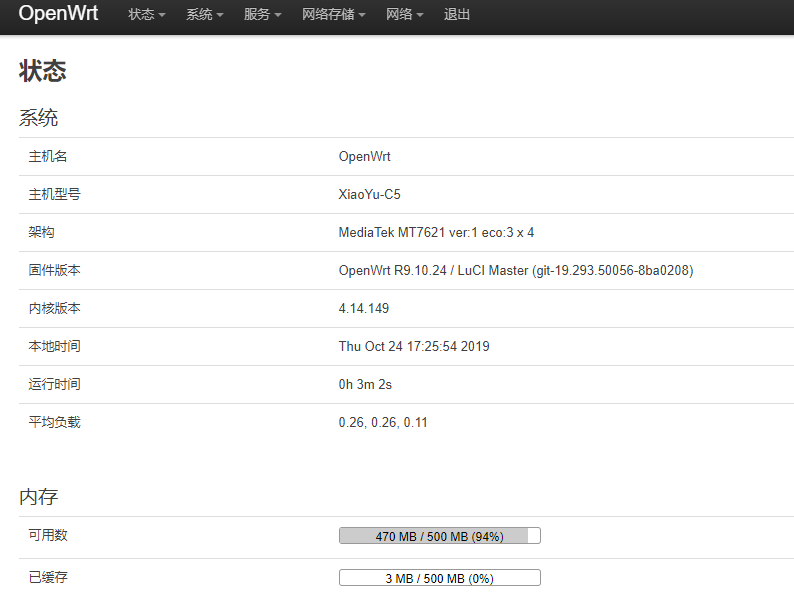 OpenWrt 状态 系统 服务 网络存储 网络 退出
状态
系统
主机名 OpenWrt
主机型号 XiaoYu-C5
架构 MediaTek MT7621 ver:1 eco:3 x 4
固件版本 OpenWrt R9.10.24 / LuCI Master (git-19.293.50056-8ba0208)
内核版本 4.14.149
本地时间 Thu Oct 24 17:25:54 2019
运行时间 0h 3m 2s
平均负载 0.26, 0.26, 0.11
内存
可用数 470 MB / 500 MB (94%)
已缓存 3 MB / 500 MB (0%)